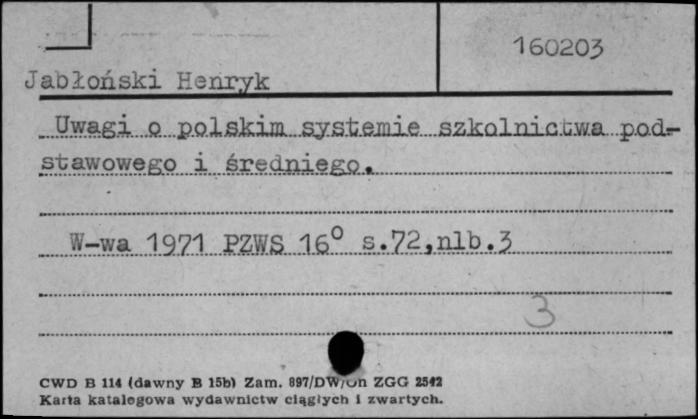 160203
Jabłoński Henryk
Uwagi o polskim systemie szkolnictwa pod-
stawowego i średniego.
W-wa 1971 PZWS 16° s.72,nlb.3
3
CWD B 114 (dawny B 15b) Zam. 897/DW/Un ZGG 2542
Karta katalogowa wydawnictw ciągłych i zwartych.